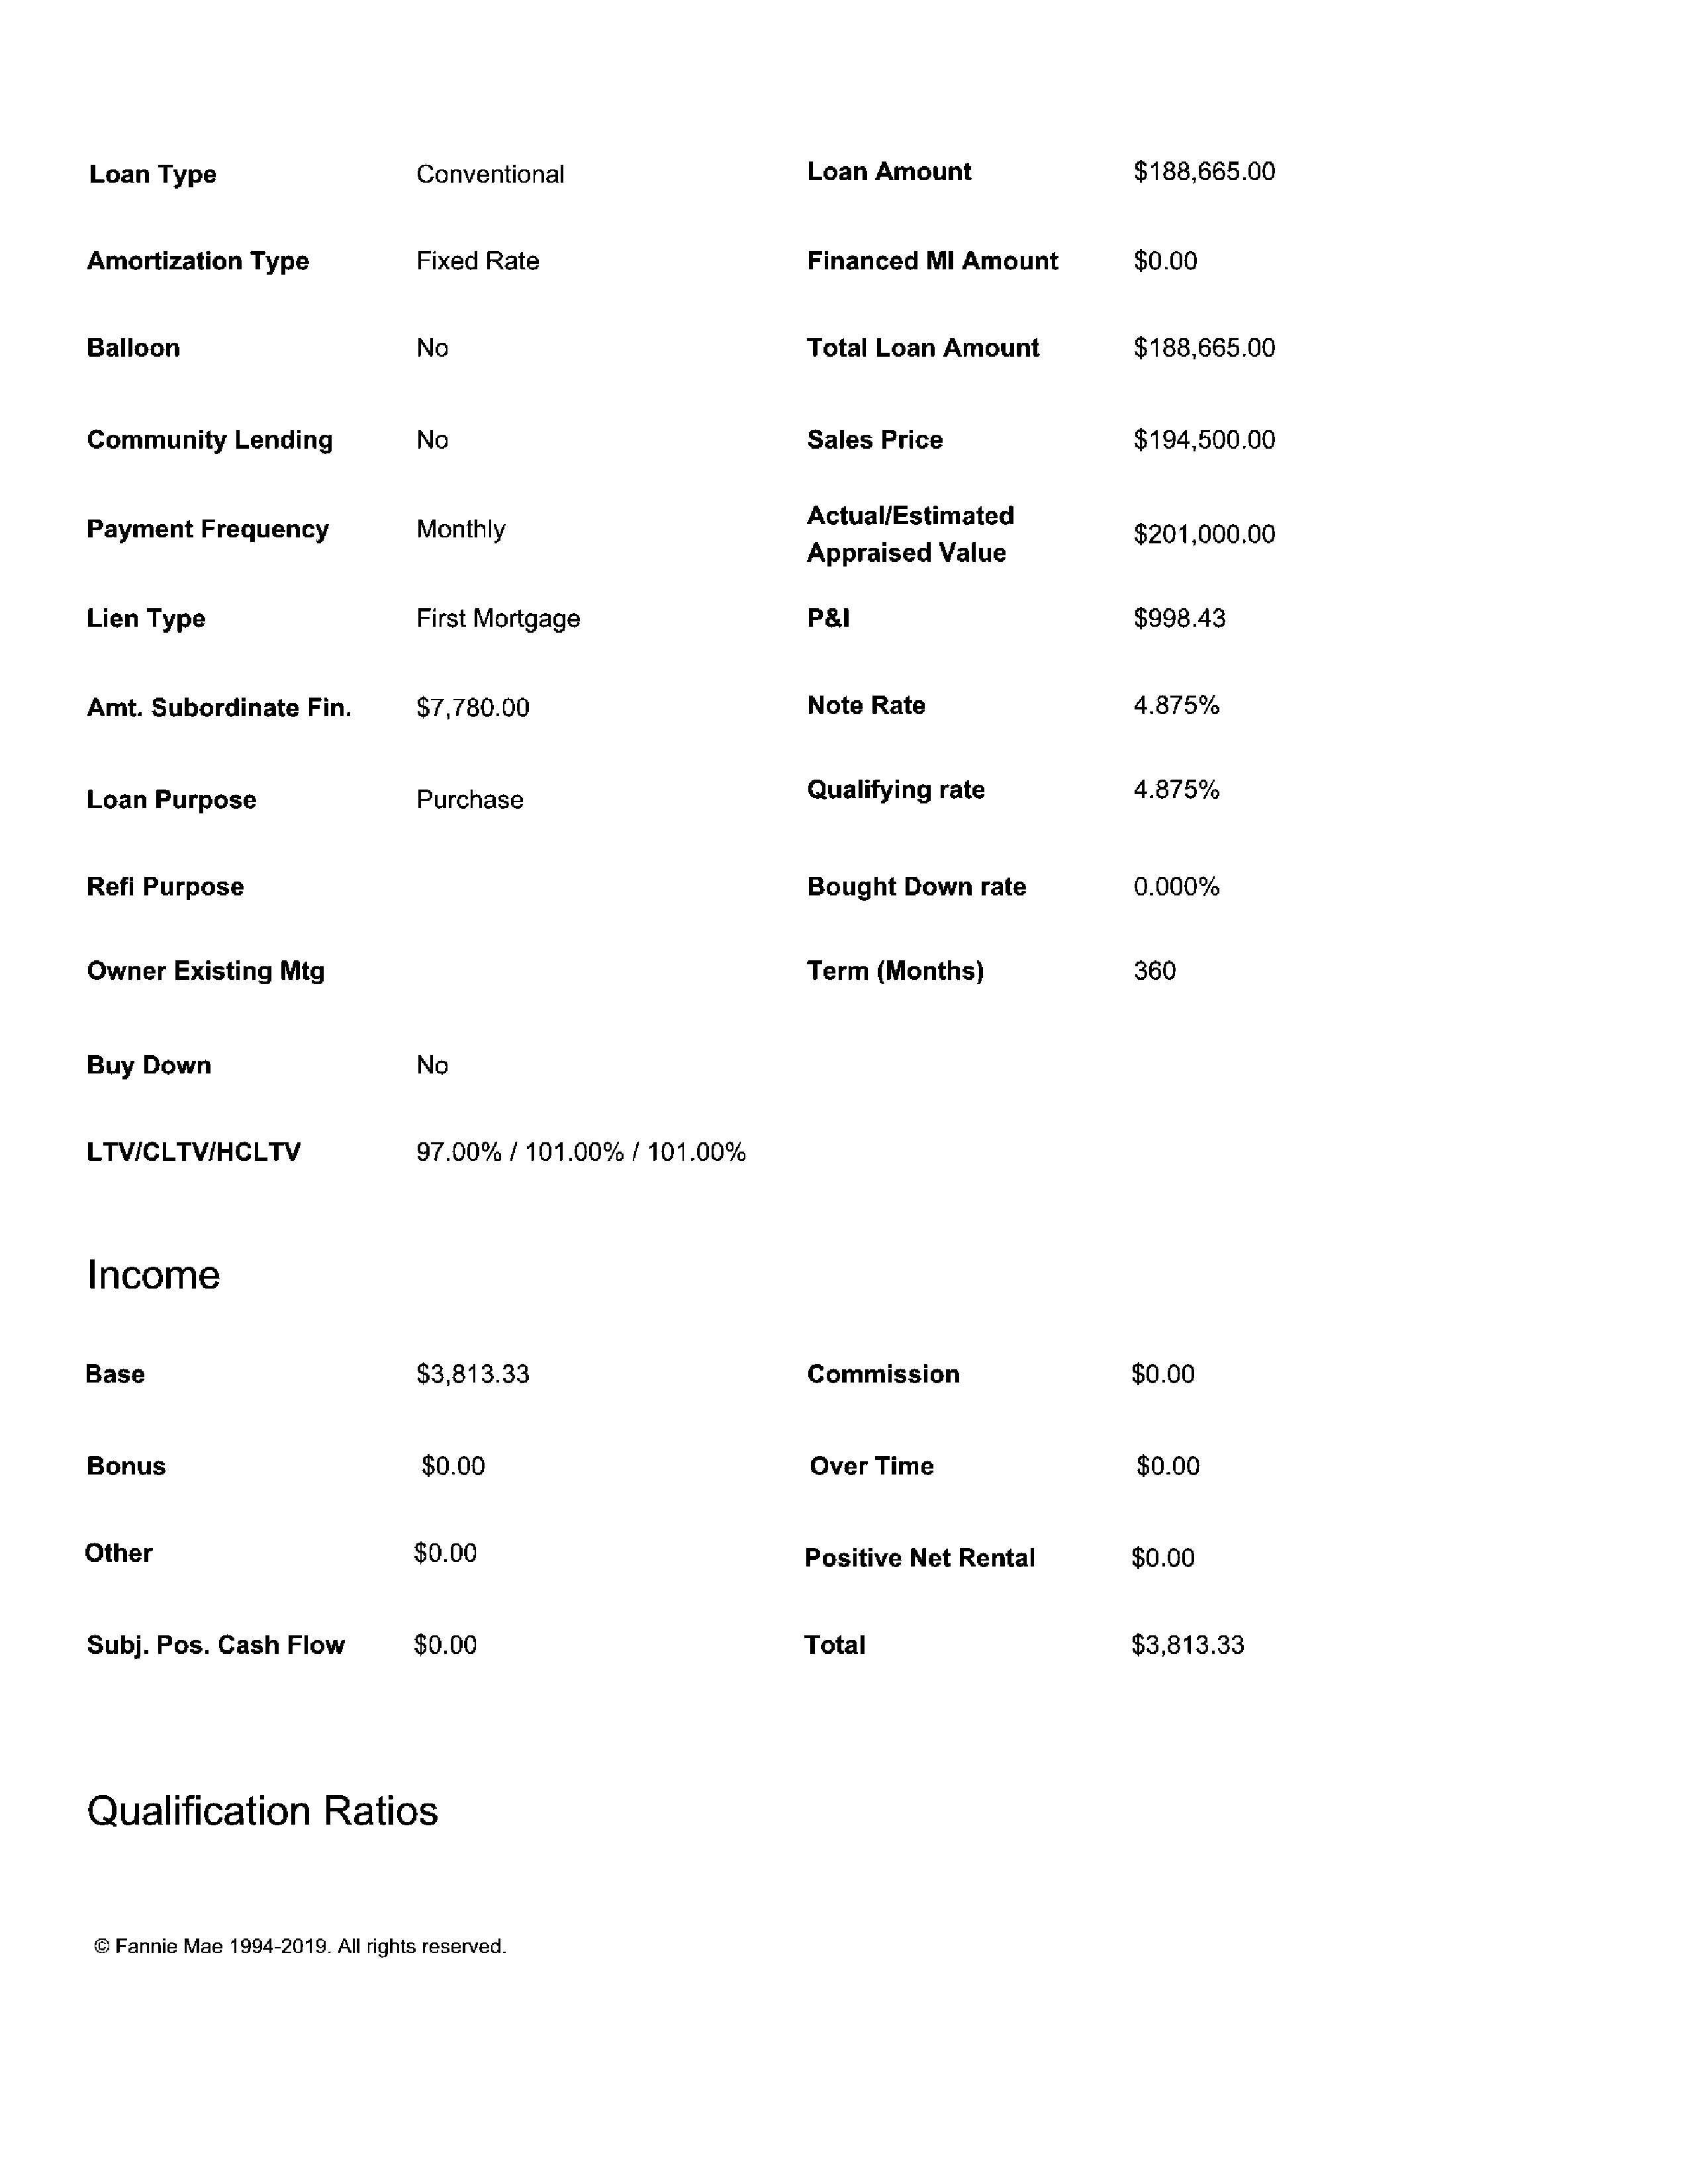 Loan Type Conventional Loan Amount $188,665.00
Amortization Type Fixed Rate Financed MI Amount $0.00
Balloon No Total Loan Amount $188,665.00
Community Lending No Sales Price $194,500.00
Payment Frequency Monthly Actual/Estimated Appraised Value $201,000.00
Lien Type First Mortgage P&I $998.43
Amt. Subordinate Fin. $7,780.00 Note Rate 4.875%
Loan Purpose Purchase Qualifying rate 4.875%
Refi Purpose Bought Down rate 0.000%
Owner Existing Mtg Term (Months) 360
Buy Down No
LTV/CLTV/HCLTV 97.00% / 101.00% / 101.00%
Income
Base $3,813.33 Commission $0.00
Bonus $0.00 Over Time $0.00
Other $0.00 Positive Net Rental $0.00
Subj. Pos. Cash Flow $0.00 Total $3,813.33
Qualification Ratios
© Fannie Mae 1994-2019. All rights reserved.